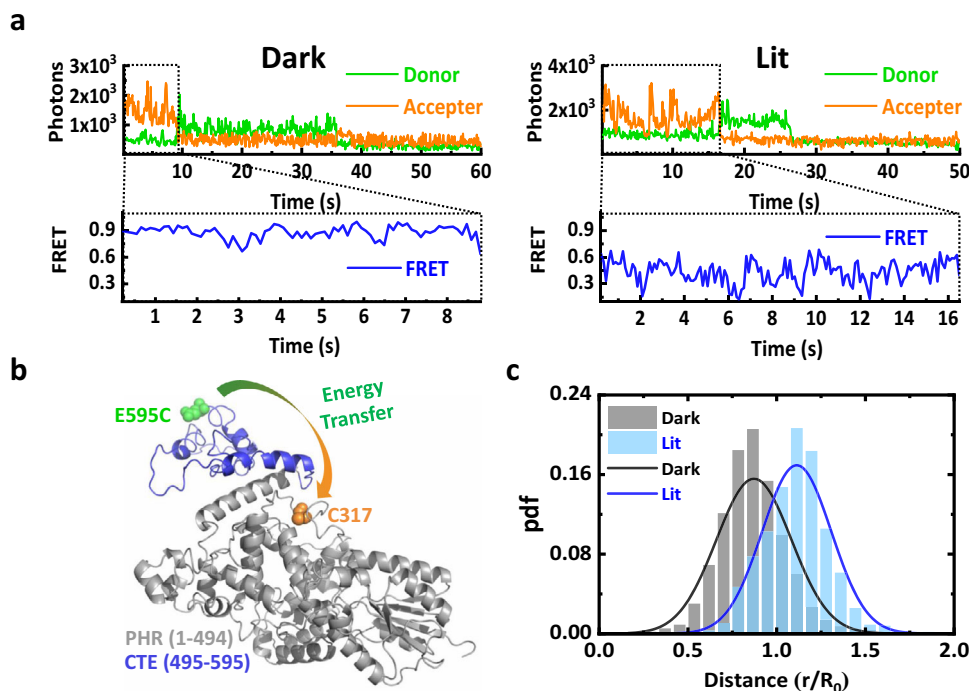 a
Dark
3x10³
2x10³
1x10³
Photons
Donor
Accepter
0 10 20 30 40 50 60
Time (s)
0.9
0.6
0.3
FRET
FRET
1 2 3 4 5 6 7 8
Time (s)
Lit
4x10³
2x10³
Photons
Donor
Accepter
0 10 20 30 40 50
Time (s)
0.9
0.6
0.3
FRET
FRET
2 4 6 8 10 12 14 16
Time (s)
b
E595C
Energy
Transfer
C317
PHR (1-494)
CTE (495-595)
c
0.24
0.16
0.08
0.00
pdf
Dark
Lit
Dark
Lit
0.0 0.5 1.0 1.5 2.0
Distance (r/R₀)